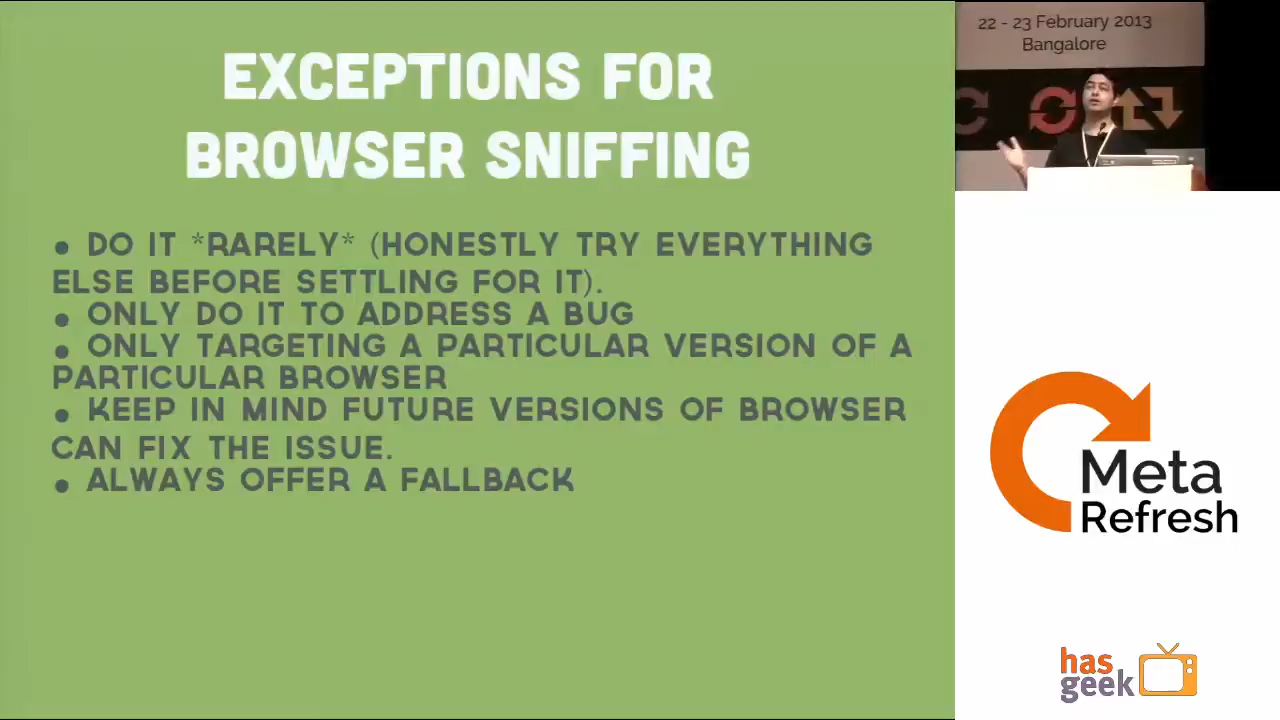 EXCEPTIONS FOR
BROWSER SNIFFING
• DO IT *RARELY* (HONESTLY TRY EVERYTHING
ELSE BEFORE SETTLING FOR IT).
• ONLY DO IT TO ADDRESS A BUG
• ONLY TARGETING A PARTICULAR VERSION OF A
PARTICULAR BROWSER
• KEEP IN MIND FUTURE VERSIONS OF BROWSER
CAN FIX THE ISSUE.
• ALWAYS OFFER A FALLBACK
22 - 23 February 2013
Bangalore
Meta
Refresh
has
geek